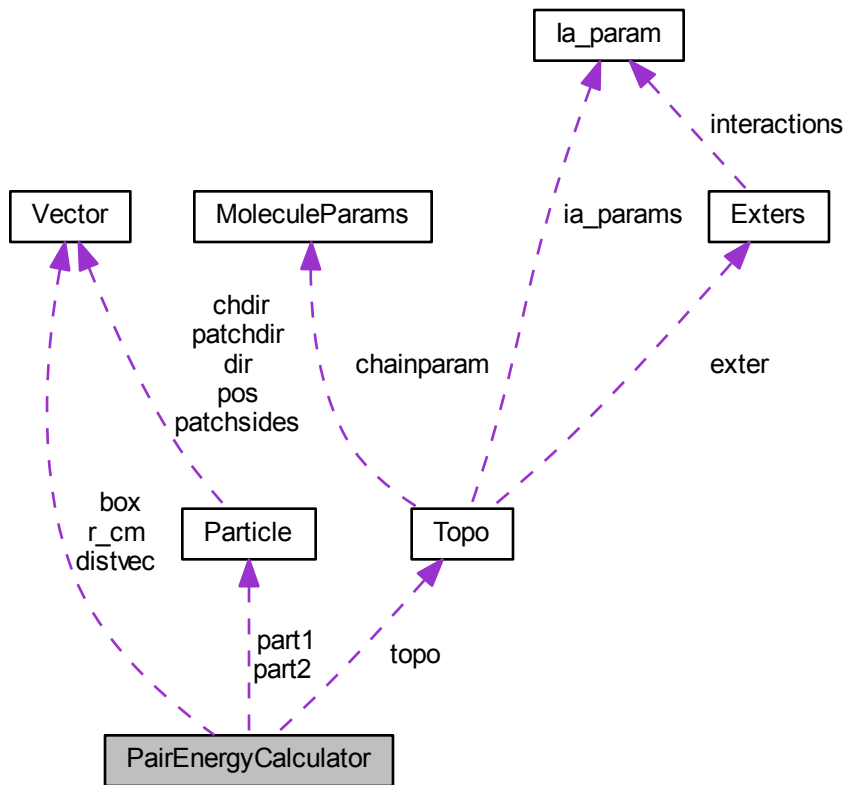 Ia_param
interactions
Vector
MoleculeParams
ia_params
Exters
chdir
patchdir
dir
pos
patchsides
chainparam
exter
box
r_cm
distvec
Particle
Topo
part1
part2
topo
PairEnergyCalculator